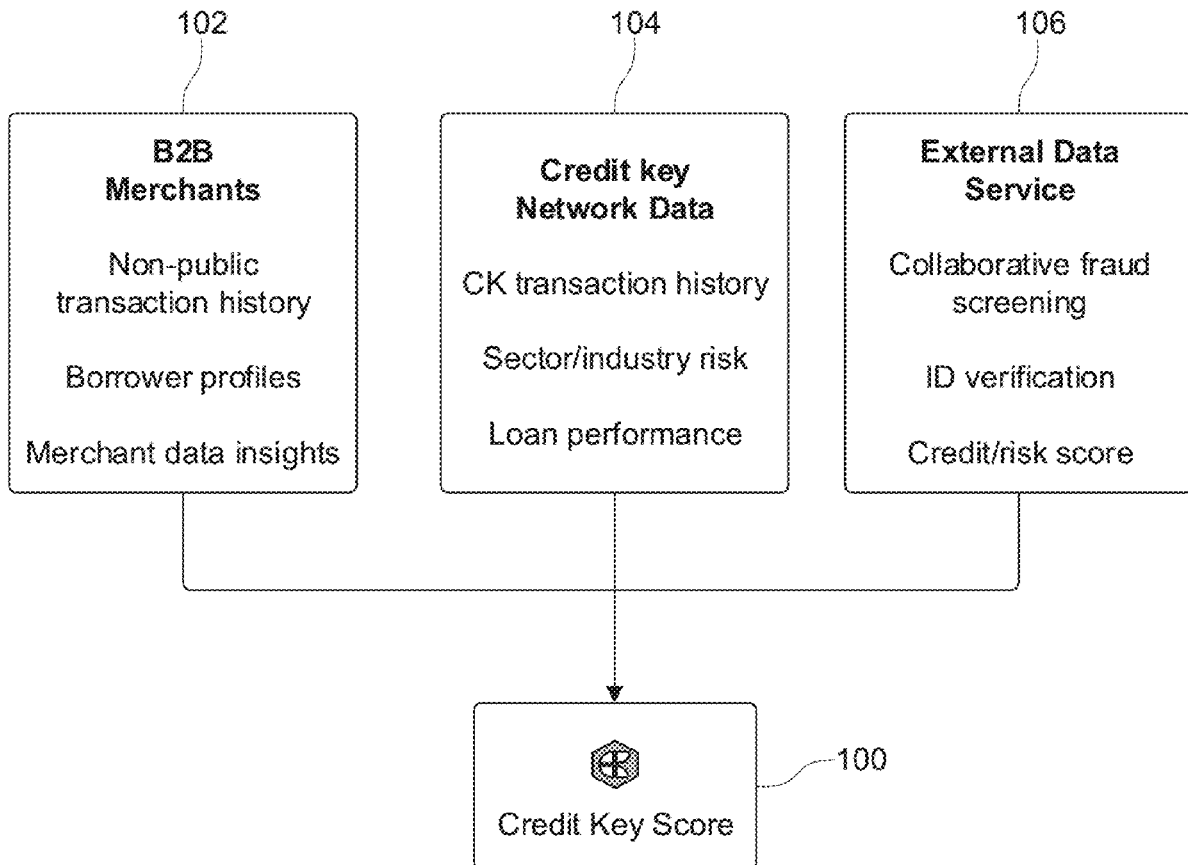 102
104
106
B2B
Merchants
Non-public
transaction history
Borrower profiles
Merchant data insights
Credit key
Network Data
CK transaction history
Sector/industry risk
Loan performance
External Data
Service
Collaborative fraud
screening
ID verification
Credit/risk score
100
Credit Key Score